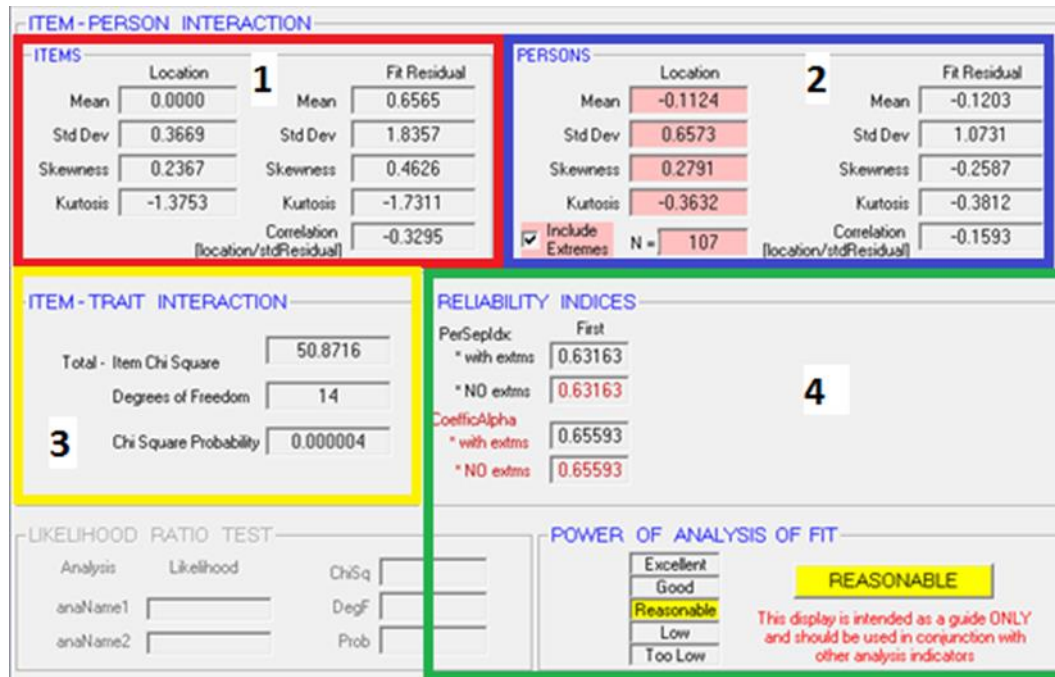 ITEM - PERSON INTERACTION
ITEMS
1
Location
Fit Residual
Mean 0.0000 Mean 0.6565
Std Dev 0.3669 Std Dev 1.8357
Skewness 0.2367 Skewness 0.4626
Kurtosis -1.3753 Kurtosis -1.7311
Correlation
[location/stdResidual] -0.3295
PERSONS
2
Location
Fit Residual
Mean -0.1124 Mean -0.1203
Std Dev 0.6573 Std Dev 1.0731
Skewness 0.2791 Skewness -0.2587
Kurtosis -0.3632 Kurtosis -0.3812
Include
Extremes
N = 107
Correlation
[location/stdResidual] -0.1593
ITEM - TRAIT INTERACTION
Total - Item Chi Square 50.8716
Degrees of Freedom 14
3
Chi Square Probability 0.000004
RELIABILITY INDICES
4
PerSepIdx: First
* with extms 0.63163
* NO extms 0.63163
CoefficAlpha
* with extms 0.65593
* NO extms 0.65593
LIKELIHOOD RATIO TEST
Analysis Likelihood
ChiSq
anaName1
DegF
anaName2
Prob
POWER OF ANALYSIS OF FIT
Excellent
Good
Reasonable
Low
Too Low
REASONABLE
This display is intended as a guide ONLY
and should be used in conjunction with
other analysis indicators